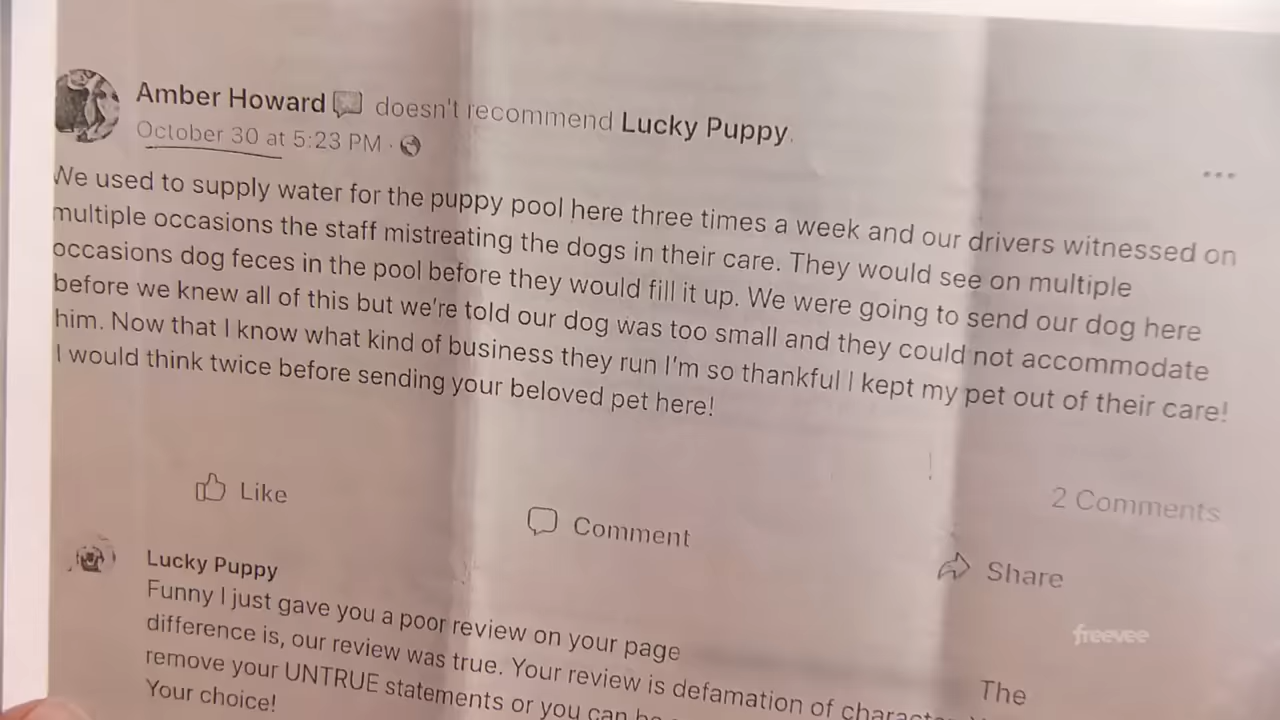 Amber Howard doesn't recommend Lucky Puppy.
October 30 at 5:23 PM ·
We used to supply water for the puppy pool here three times a week and our drivers witnessed on
multiple occasions the staff mistreating the dogs in their care. They would see on multiple
occasions dog feces in the pool before they would fill it up. We were going to send our dog here
before we knew all of this but we're told our dog was too small and they could not accommodate
him. Now that I know what kind of business they run I'm so thankful I kept my pet out of their care!
I would think twice before sending your beloved pet here!
2 Comments
Like
Comment
Share
Lucky Puppy
Funny I just gave you a poor review on your page
The
difference is, our review was true. Your review is defamation of
remove your UNTRUE statements or you can
Your choice!
freevee